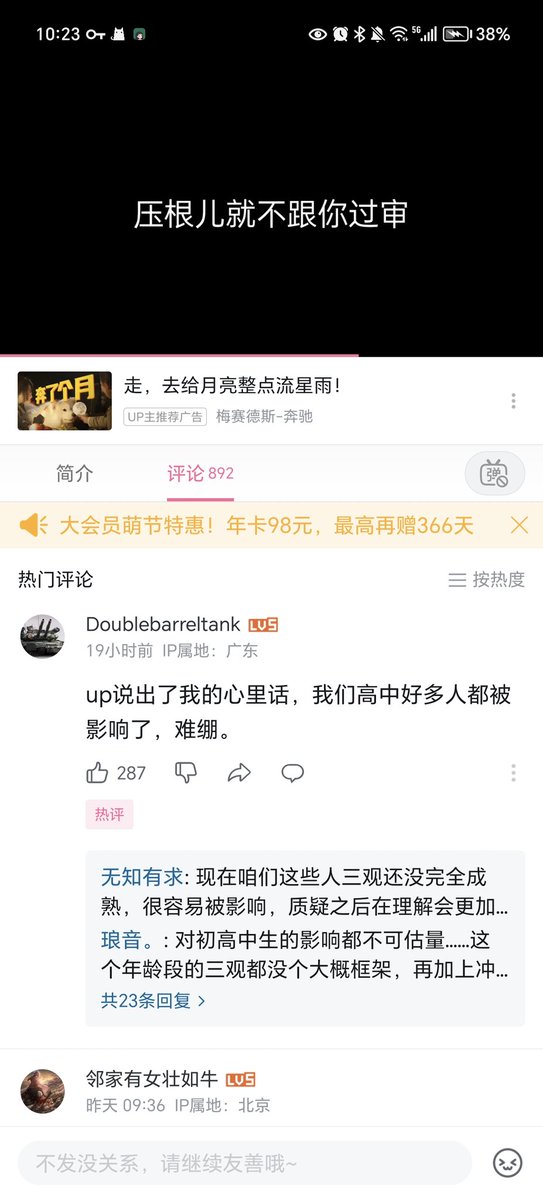 10:23
5G
38%
压根儿就不跟你过审
弃了个月
走，去给月亮整点流星雨！
UP主推荐广告 梅赛德斯-奔驰
简介 评论 892
弹
大会员萌节特惠！年卡98元，最高再赠366天
热门评论 按热度
Doublebarreltank LV5
19小时前 IP属地：广东
up说出了我的心里话，我们高中好多人都被
影响了，难绷。
287
热评
无知有求: 现在咱们这些人三观还没完全成
熟，很容易被影响，质疑之后在理解会更加...
琅音。: 对初高中生的影响都不可估量……这
个年龄段的三观都没个大概框架，再加上冲...
共23条回复
邻家有女壮如牛 LV5
昨天 09:36 IP属地：北京
不发没关系，请继续友善哦~